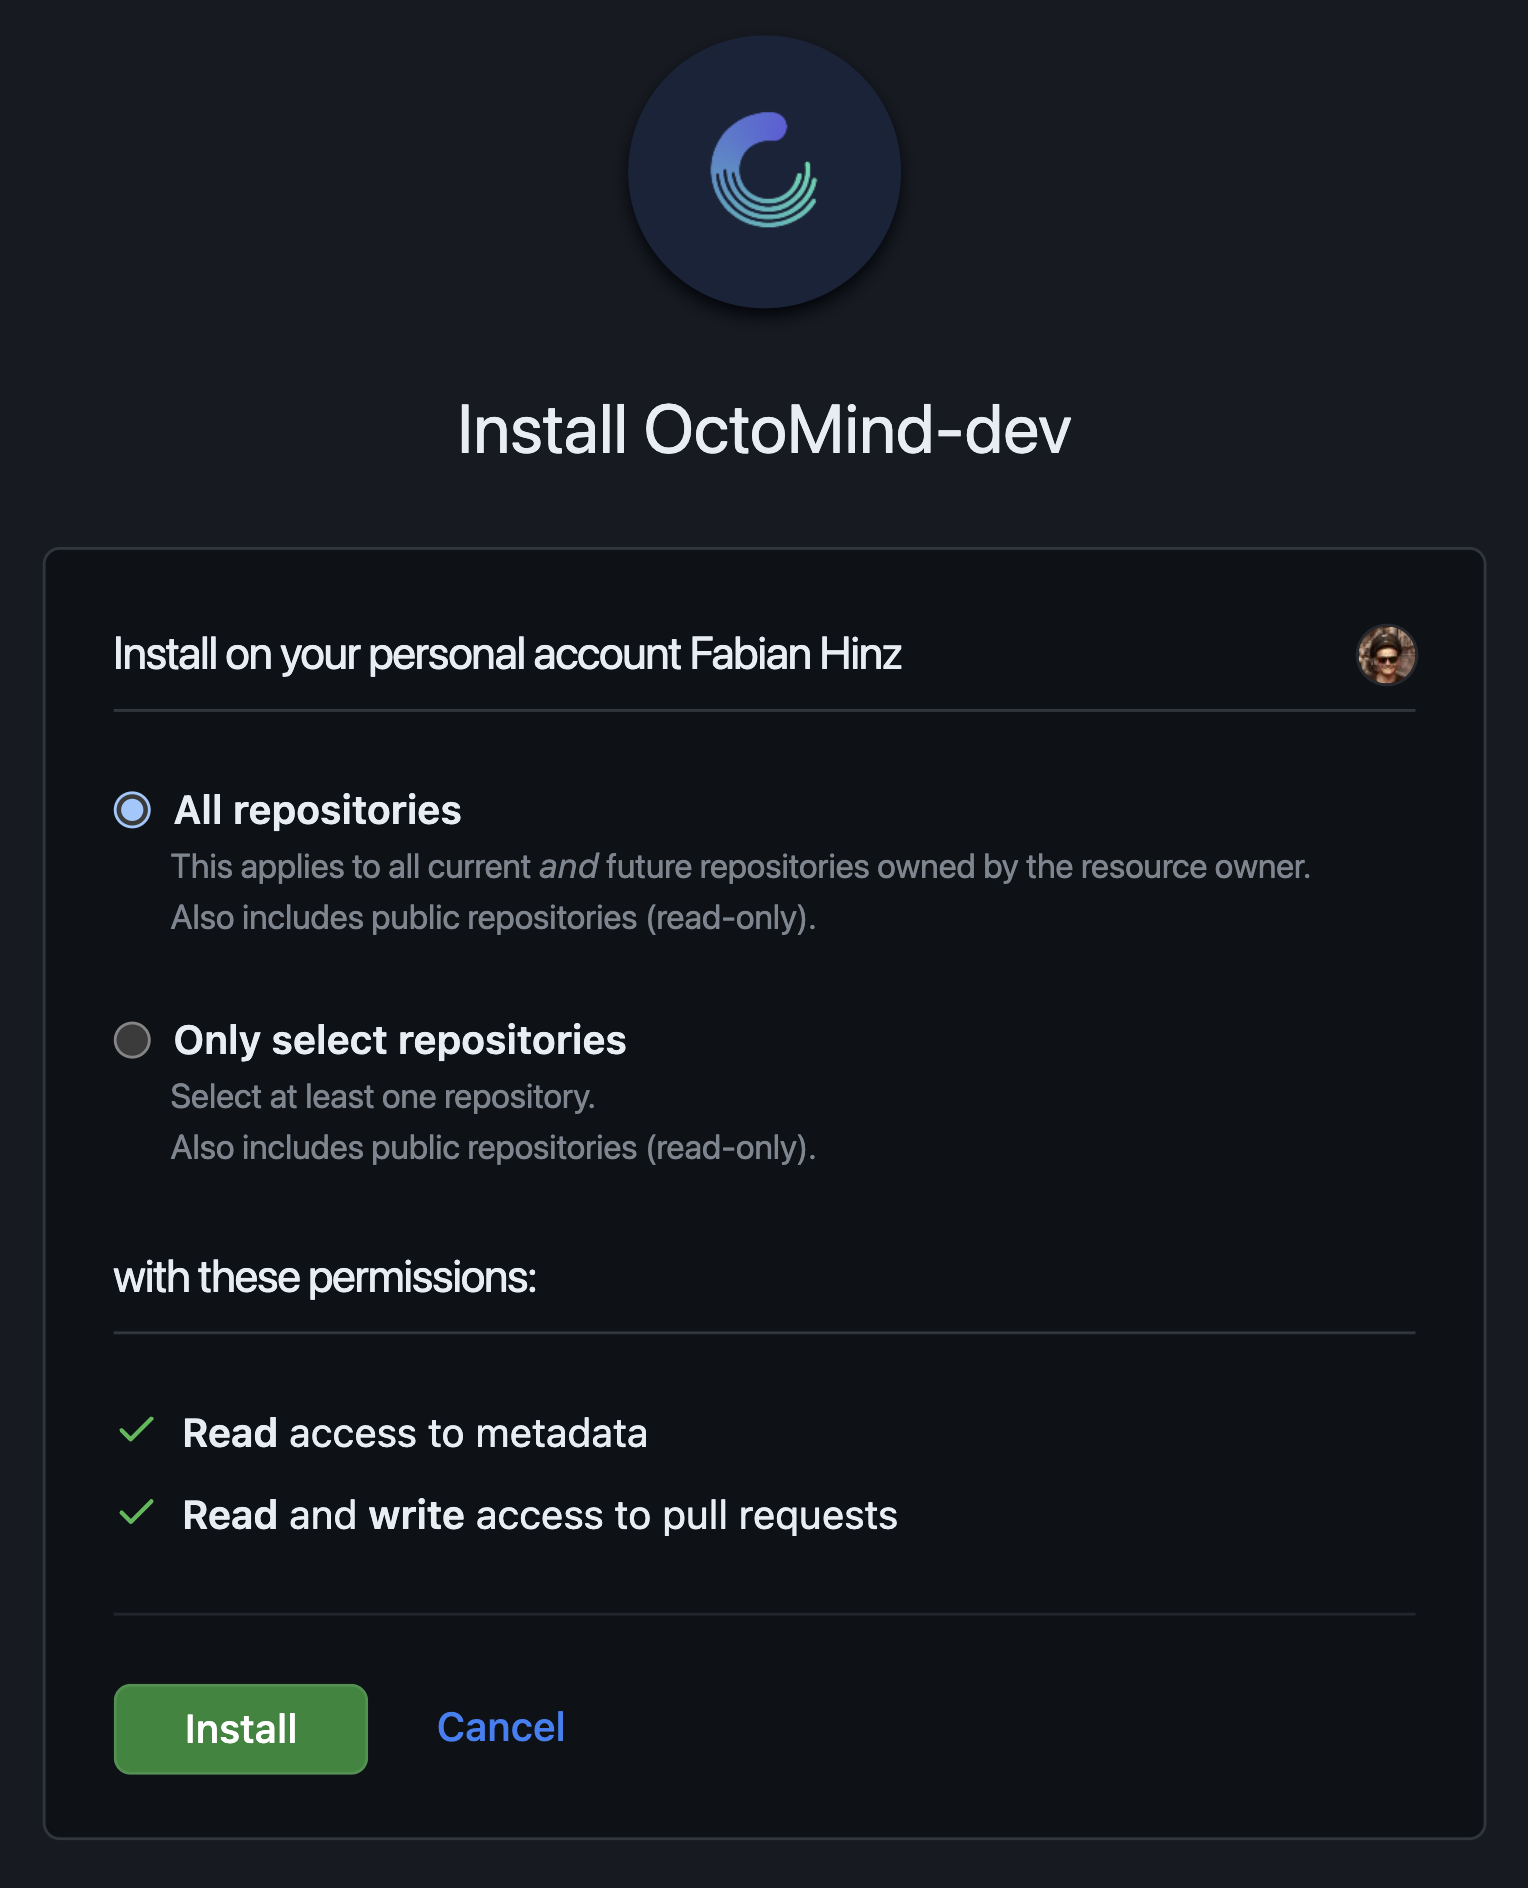 Install OctoMind-dev
Install on your personal account Fabian Hinz
All repositories
This applies to all current and future repositories owned by the resource owner.
Also includes public repositories (read-only).
Only select repositories
Select at least one repository.
Also includes public repositories (read-only).
with these permissions:
Read access to metadata
Read and write access to pull requests
Install
Cancel